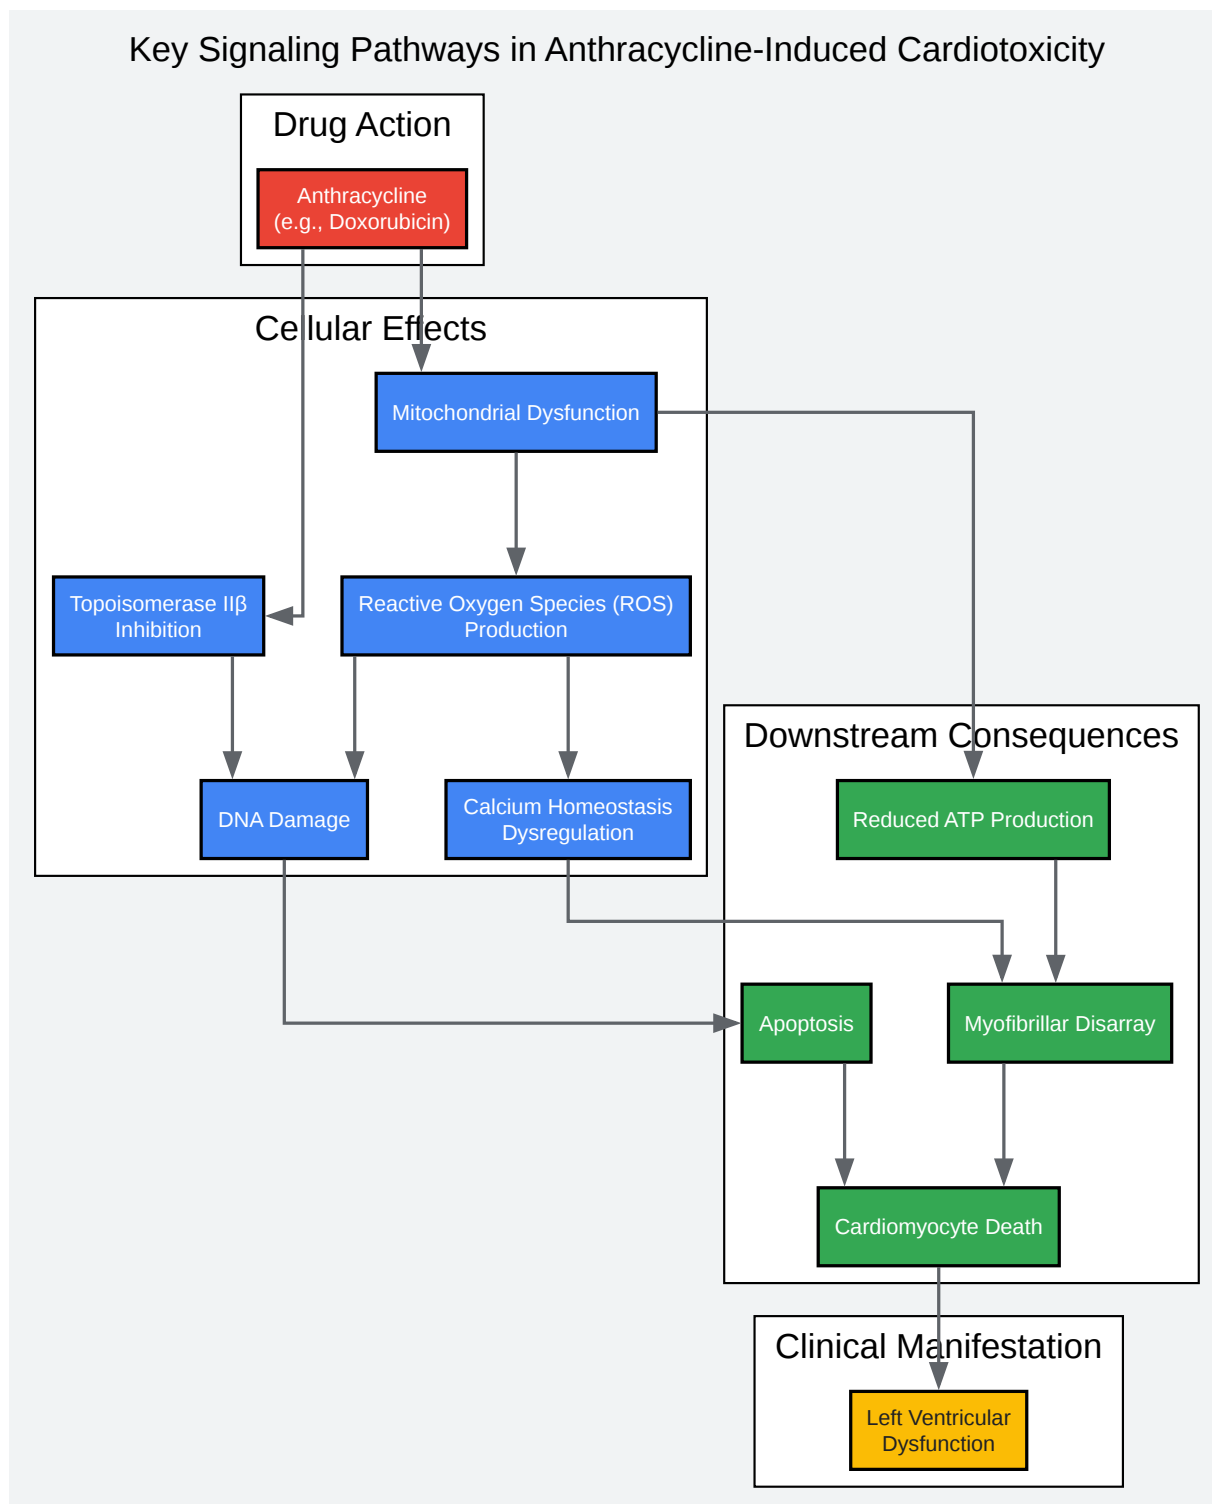 Key Signaling Pathways in Anthracycline-Induced Cardiotoxicity
Drug Action
Anthracycline
(e.g., Doxorubicin)
Cellular Effects
Mitochondrial Dysfunction
Topoisomerase IIβ
Inhibition
Reactive Oxygen Species (ROS)
Production
DNA Damage
Calcium Homeostasis
Dysregulation
Downstream Consequences
Reduced ATP Production
Apoptosis
Myofibrillar Disarray
Cardiomyocyte Death
Clinical Manifestation
Left Ventricular
Dysfunction